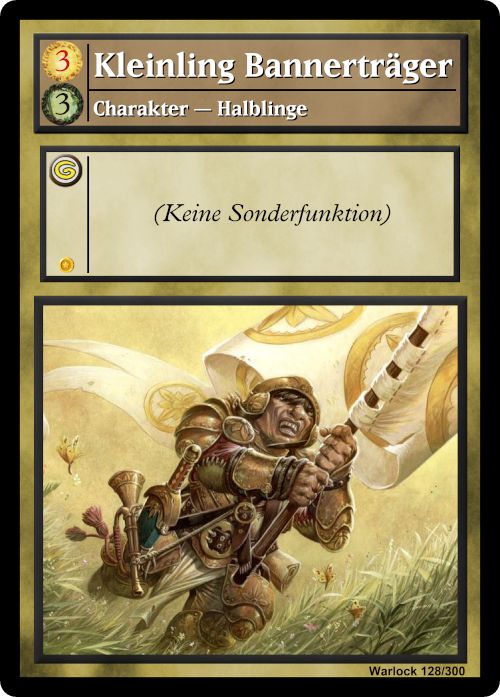 3 Kleinling Bannerträger
3 Charakter — Halblinge
(Keine Sonderfunktion)
Warlock 128/300